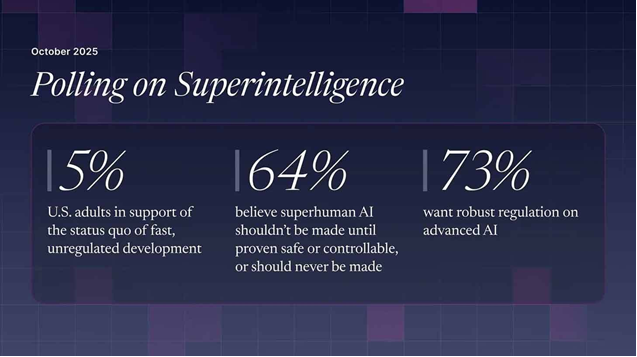 October 2025
Polling on Superintelligence
5%
U.S. adults in support of
the status quo of fast,
unregulated development
64%
believe superhuman AI
shouldn't be made until
proven safe or controllable,
or should never be made
73%
want robust regulation on
advanced AI